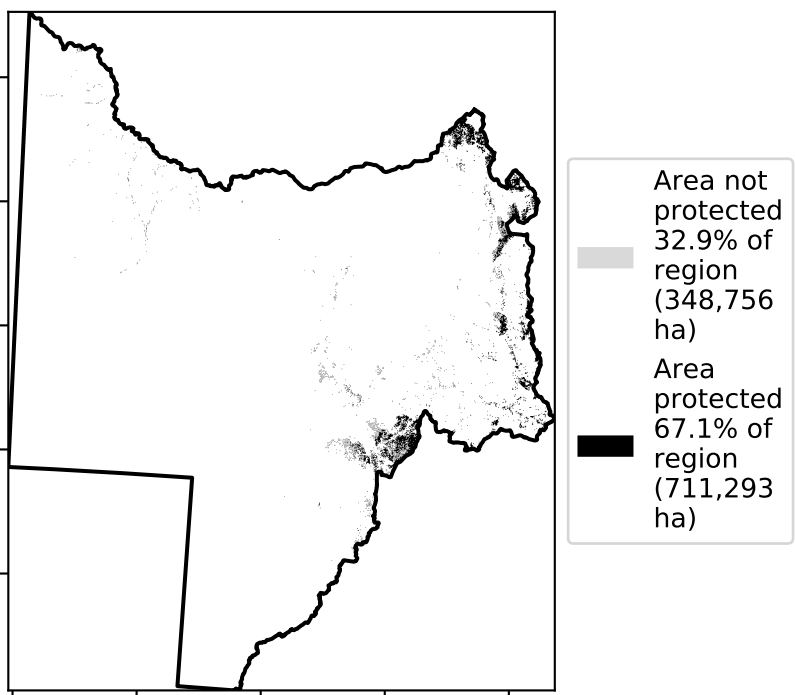 Area not
protected
32.9% of
region
(348,756
ha)
Area
protected
67.1% of
region
(711,293
ha)